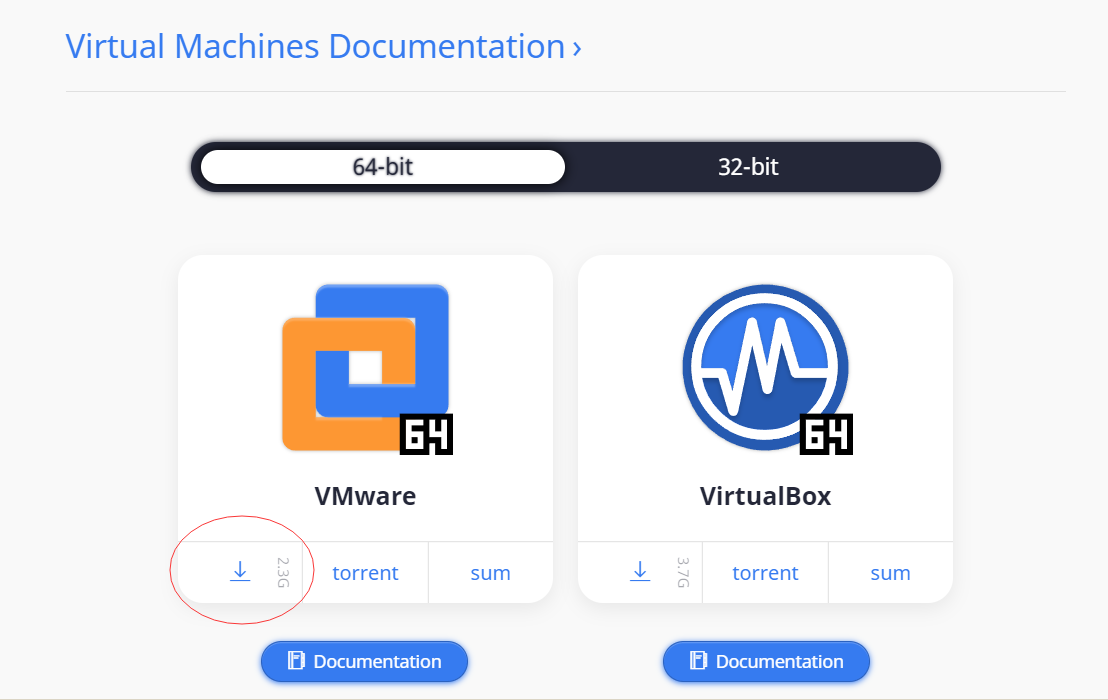 Virtual Machines Documentation ›
64-bit 32-bit
64 64
VMware VirtualBox
2.3G torrent sum 3.7G torrent sum
Documentation Documentation